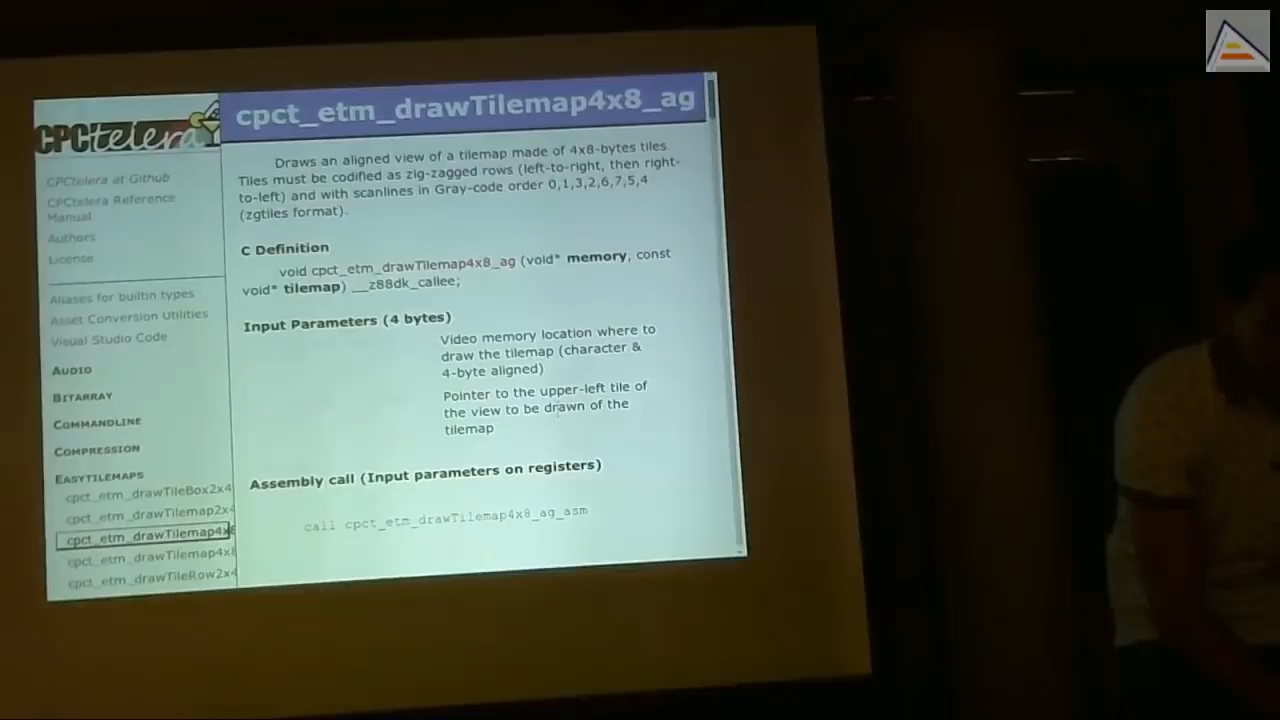 cpct_etm_drawTilemap4x8_ag
CPCtelera
CPCtelera at Github
CPCtelera Reference
Manual
Authors
License
Aliases for builtin types
Asset Conversion Utilities
Visual Studio Code
AUDIO
BITARRAY
COMMANDLINE
COMPRESSION
EASYTILEMAPS
cpct_etm_drawTileBox2x4
cpct_etm_drawTilemap2x4
cpct_etm_drawTilemap4x8
cpct_etm_drawTilemap4x8
cpct_etm_drawTileRow2x4
Draws an aligned view of a tilemap made of 4x8-bytes tiles.
Tiles must be codified as zig-zagged rows (left-to-right, then right-
to-left) and with scanlines in Gray-code order 0,1,3,2,6,7,5,4
(zgtiles format).
C Definition
void cpct_etm_drawTilemap4x8_ag (void* memory, const
void* tilemap) __z88dk_callee;
Input Parameters (4 bytes)
Video memory location where to
draw the tilemap (character &
4-byte aligned)
Pointer to the upper-left tile of
the view to be drawn of the
tilemap
Assembly call (Input parameters on registers)
call cpct_etm_drawTilemap4x8_ag_asm